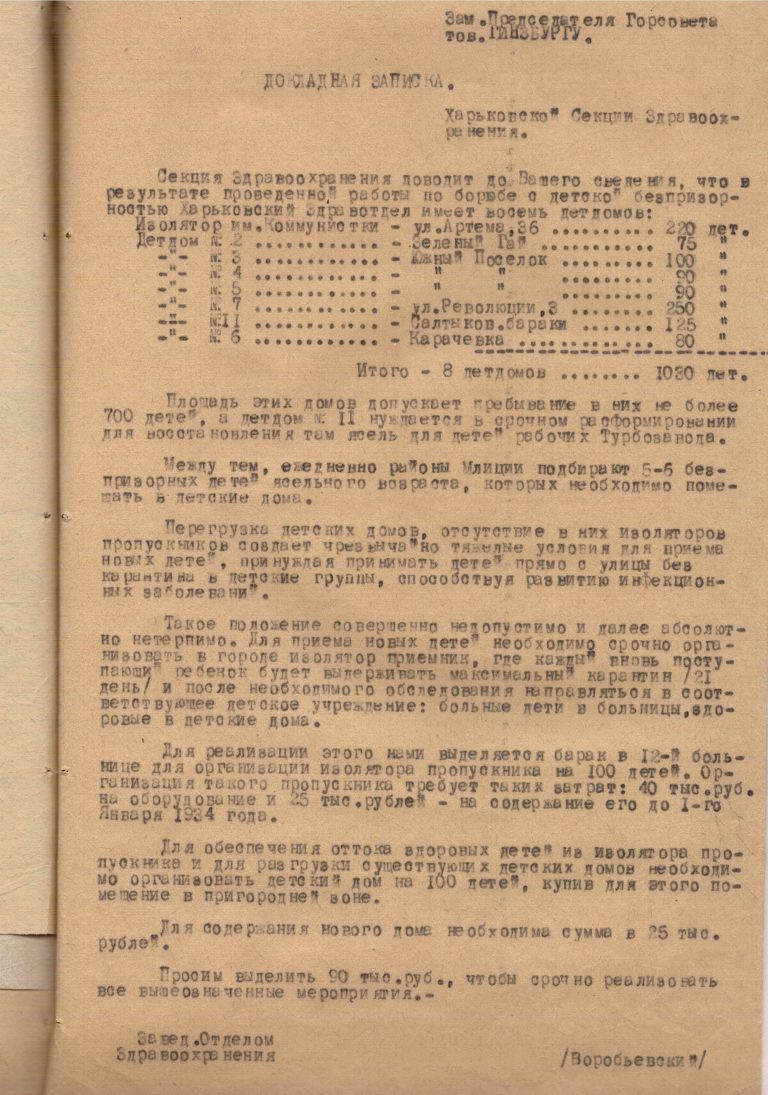 Зам.Председателя Горсовета
тов.ГИНЗБУРГУ.
ДОКЛАДНАЯ ЗАПИСКА.
Харьковской Секции Здравоох-
ранения.
Секция Здравоохранения доводит до Вашего сведения, что в
результате проведенной работы по борьбе с детской безпризор-
ностью Харьковский Здравотдел имеет восемь детдомов:
Изолятор им.Коммунистки - ул.Артема,36 .......... 220 дет.
Детдом № 2 ............ - Зеленый Гай .......... 75 "
-"- № 3 ............ - Южный Поселок ........ 100 "
-"- № 4 ............ - " " ........ 90 "
-"- № 5 ............ - " " ........ 90 "
-"- № 7 ............ - ул.Революции,3 ....... 250 "
-"- №II ............ - Салтыков.бараки ....... 125 "
-"- № 6 ............ - Карачевка ............ 80 "
Итого - 8 детдомов ........ 1030 дет.
Площадь этих домов допускает пребывание в них не более
700 детей, а детдом № II нуждается в срочном расформировании
для восстановления там ясель для детей рабочих Турбозавода.
Между тем, ежедневно районы Млиции подбирают 5-6 без-
призорных детей ясельного возраста, которых необходимо поме-
щать в детские дома.
Перегрузка детских домов, отсутствие в них изоляторов
пропускников создает чрезвычайно тяжелые условия для приема
новых детей, принуждая принимать детей прямо с улицы без
карантина в детские группы, способствуя развитию инфекцион-
ных заболеваний.
Такое положение совершенно недопустимо и далее абсолют-
но нетерпимо. Для приема новых детей необходимо срочно орга-
низовать в городе изолятор приемник, где каждый вновь посту-
пающий ребенок будет выдерживать максимальный карантин /21
день/ и после необходимого обследования направляться в соот-
ветствующее детское учреждение: больные дети в больницы,здо-
ровые в детские дома.
Для реализации этого нами выделяется барак в 12-й боль-
нице для организации изолятора пропускника на 100 детей. Ор-
ганизация такого пропускника требует таких затрат: 40 тыс.руб.
на оборудование и 25 тыс.рублей - на содержание его до I-го
Января 1934 года.
Для обеспечения оттока здоровых детей из изолятора про-
пускника и для разгрузки существующих детских домов необходи-
мо организовать детский дом на 100 детей, купив для этого по-
мещение в пригородней зоне.
Для содержания нового дома необходима сумма в 25 тыс.
рублей.
Просим выделить 90 тыс.руб., чтобы срочно реализовать
все вышеозначенные мероприятия.-
Завед.Отделом
Здравоохранения
/Воробьевский/